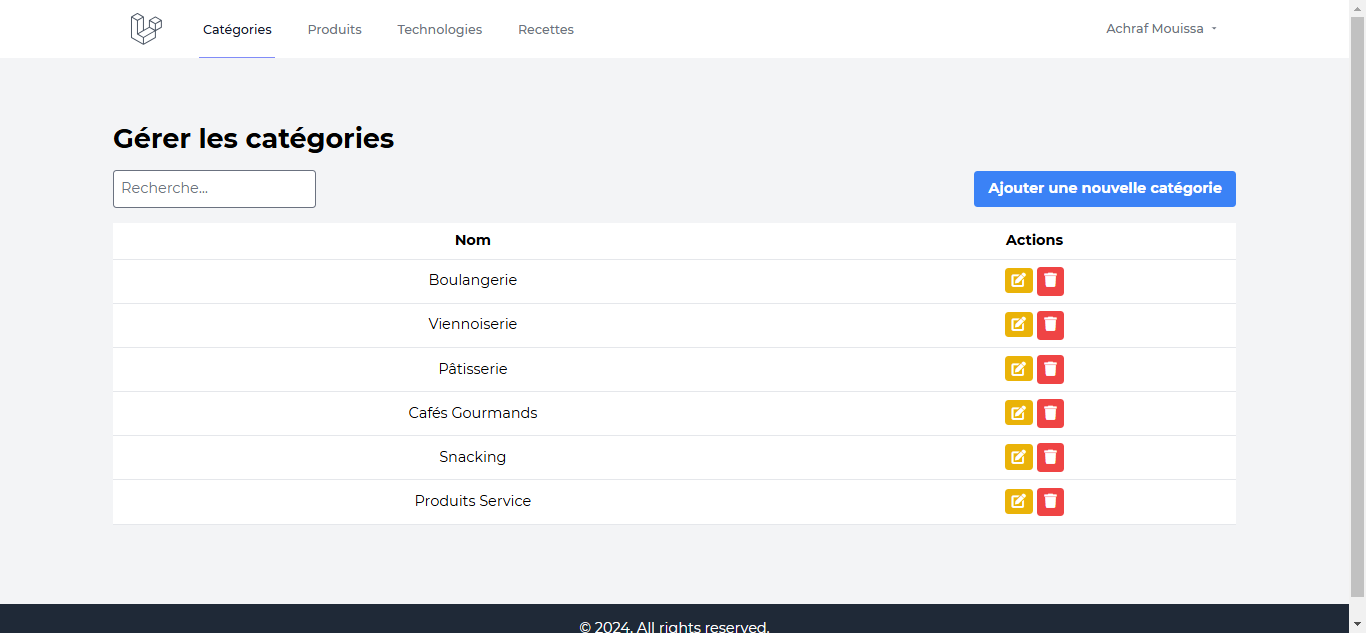 Catégories Produits Technologies Recettes Achraf Mouissa
Gérer les catégories
Recherche... Ajouter une nouvelle catégorie
Nom Actions
Boulangerie
Viennoiserie
Pâtisserie
Cafés Gourmands
Snacking
Produits Service
© 2024. All rights reserved.